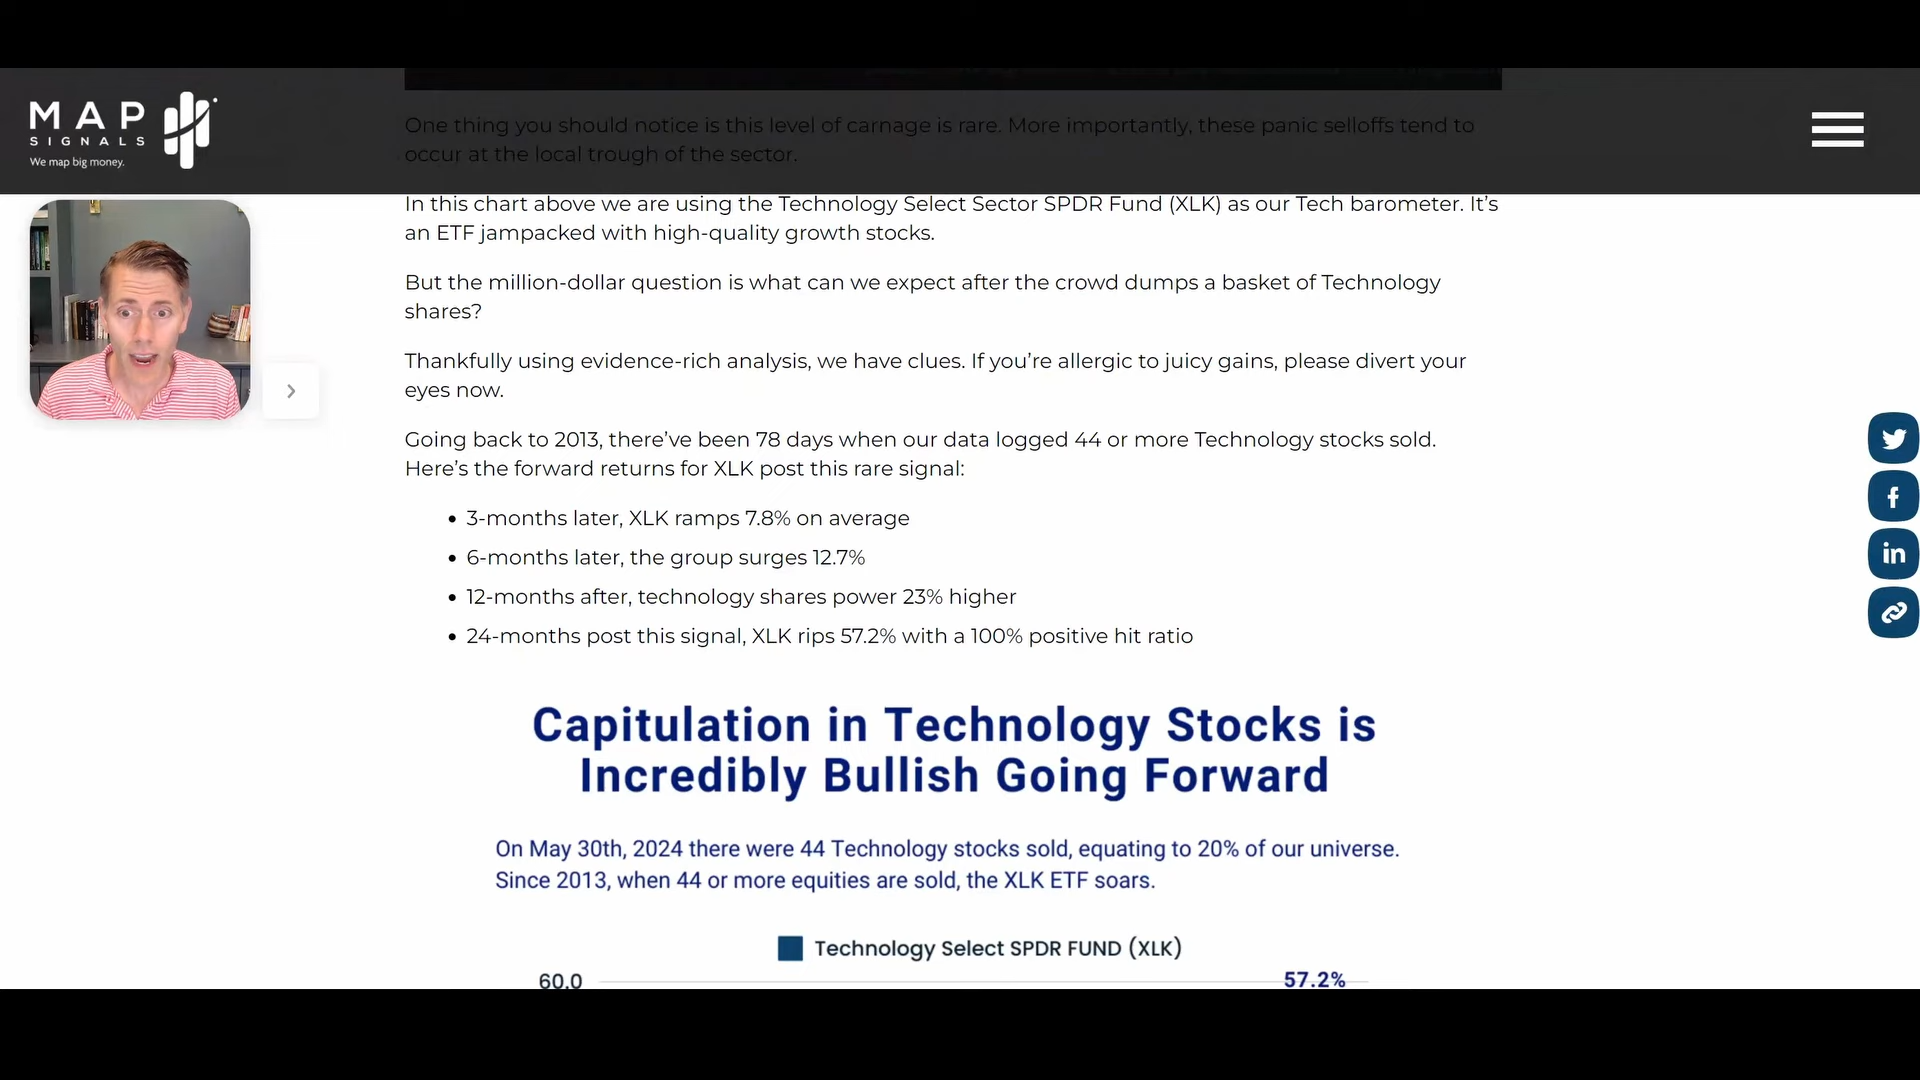 MAP
SIGNALS
We map big money.
One thing you should notice is this level of carnage is rare. More importantly, these panic selloffs tend to
occur at the local trough of the sector.
In this chart above we are using the Technology Select Sector SPDR Fund (XLK) as our Tech barometer. It’s
an ETF jampacked with high-quality growth stocks.
But the million-dollar question is what can we expect after the crowd dumps a basket of Technology
shares?
Thankfully using evidence-rich analysis, we have clues. If you’re allergic to juicy gains, please divert your
eyes now.
Going back to 2013, there’ve been 78 days when our data logged 44 or more Technology stocks sold.
Here’s the forward returns for XLK post this rare signal:
• 3-months later, XLK ramps 7.8% on average
• 6-months later, the group surges 12.7%
• 12-months after, technology shares power 23% higher
• 24-months post this signal, XLK rips 57.2% with a 100% positive hit ratio
Capitulation in Technology Stocks is
Incredibly Bullish Going Forward
On May 30th, 2024 there were 44 Technology stocks sold, equating to 20% of our universe.
Since 2013, when 44 or more equities are sold, the XLK ETF soars.
Technology Select SPDR FUND (XLK)
60.0
57.2%